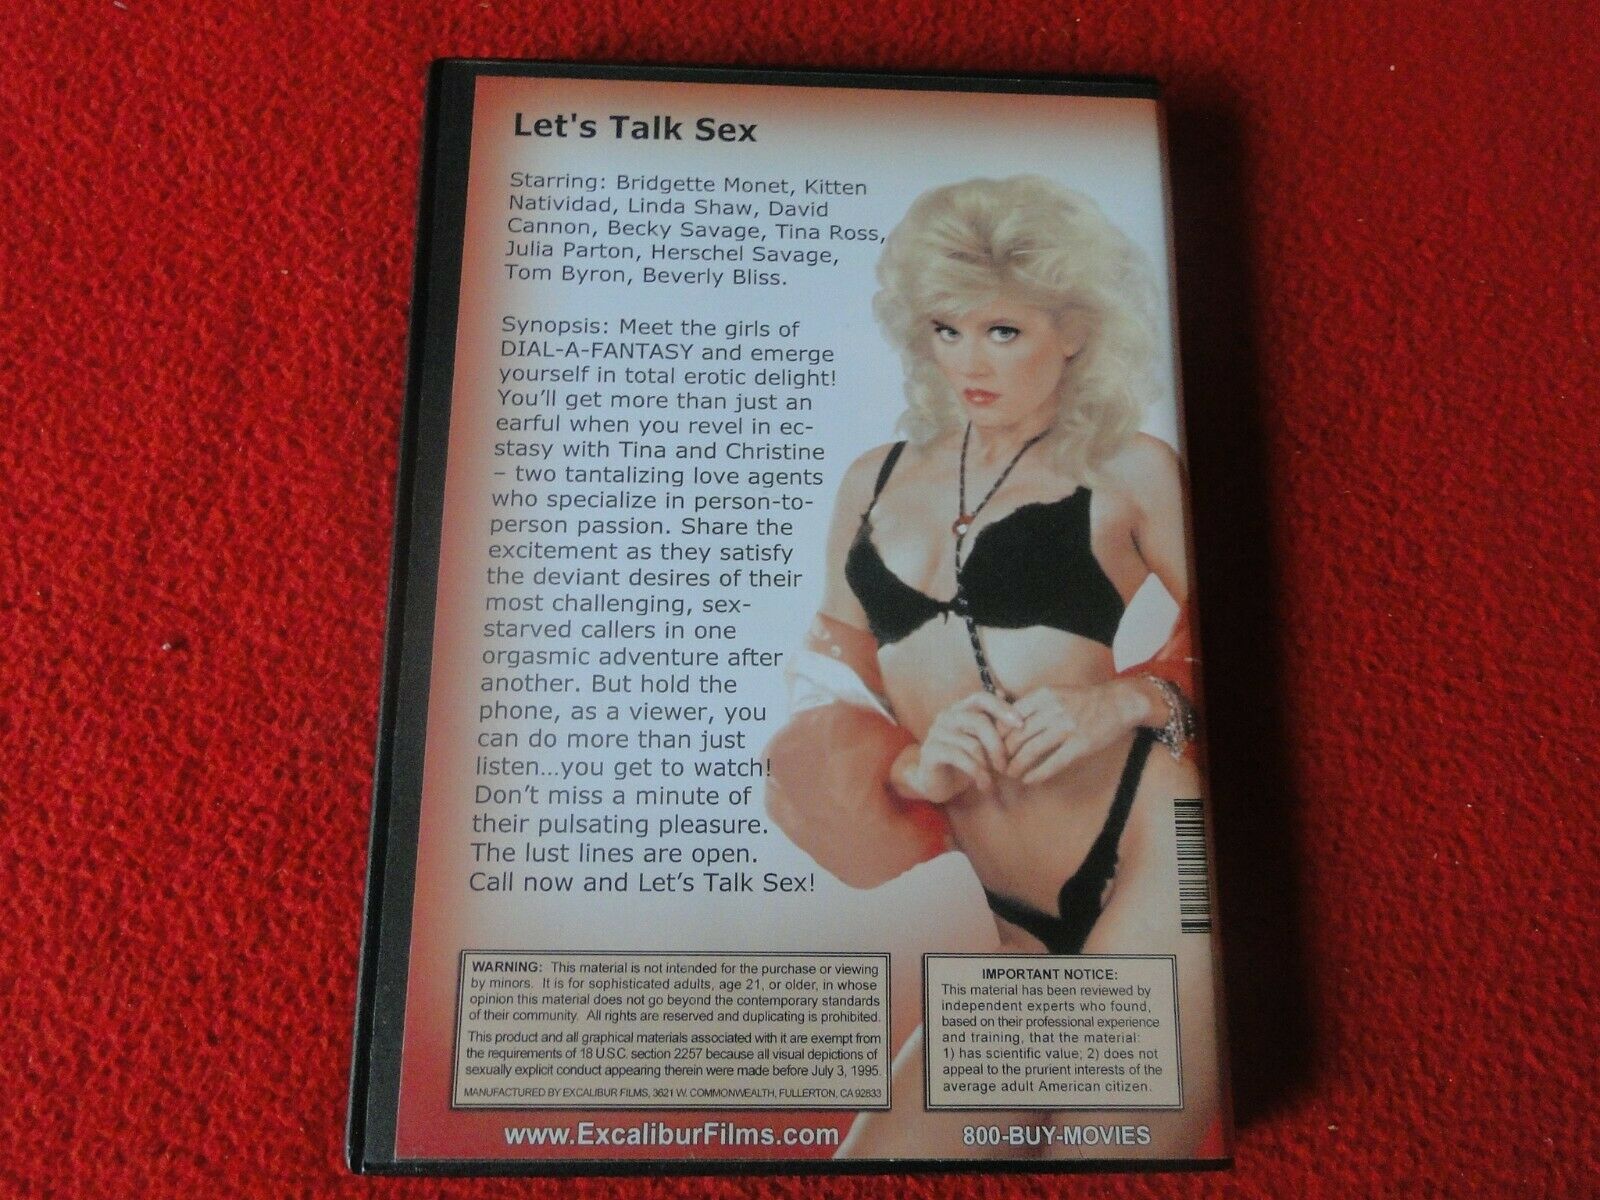 Let's Talk Sex
Starring: Bridgette Monet, Kitten
Natividad, Linda Shaw, David
Cannon, Becky Savage, Tina Ross,
Julia Parton, Herschel Savage,
Tom Byron, Beverly Bliss.
Synopsis: Meet the girls of
DIAL-A-FANTASY and emerge
yourself in total erotic delight!
You'll get more than just an
earful when you revel in ec-
stasy with Tina and Christine
– two tantalizing love agents
who specialize in person-to-
person passion. Share the
excitement as they satisfy
the deviant desires of their
most challenging, sex-
starved callers in one
orgasmic adventure after
another. But hold the
phone, as a viewer, you
can do more than just
listen...you get to watch!
Don't miss a minute of
their pulsating pleasure.
The lust lines are open.
Call now and Let's Talk Sex!
WARNING: This material is not intended for the purchase or viewing
by minors. It is for sophisticated adults, age 21, or older, in whose
opinion this material does not go beyond the contemporary standards
of their community. All rights are reserved and duplicating is prohibited.
This product and all graphical materials associated with it are exempt from
the requirements of 18 U.S.C. section 2257 because all visual depictions of
sexually explicit conduct appearing therein were made before July 3, 1995.
MANUFACTURED BY EXCALIBUR FILMS, 3621 W. COMMONWEALTH, FULLERTON, CA 92833
IMPORTANT NOTICE:
This material has been reviewed by
independent experts who found,
based on their professional experience
and training, that the material:
1) has scientific value; 2) does not
appeal to the prurient interests of the
average adult American citizen.
www.ExcaliburFilms.com
800-BUY-MOVIES